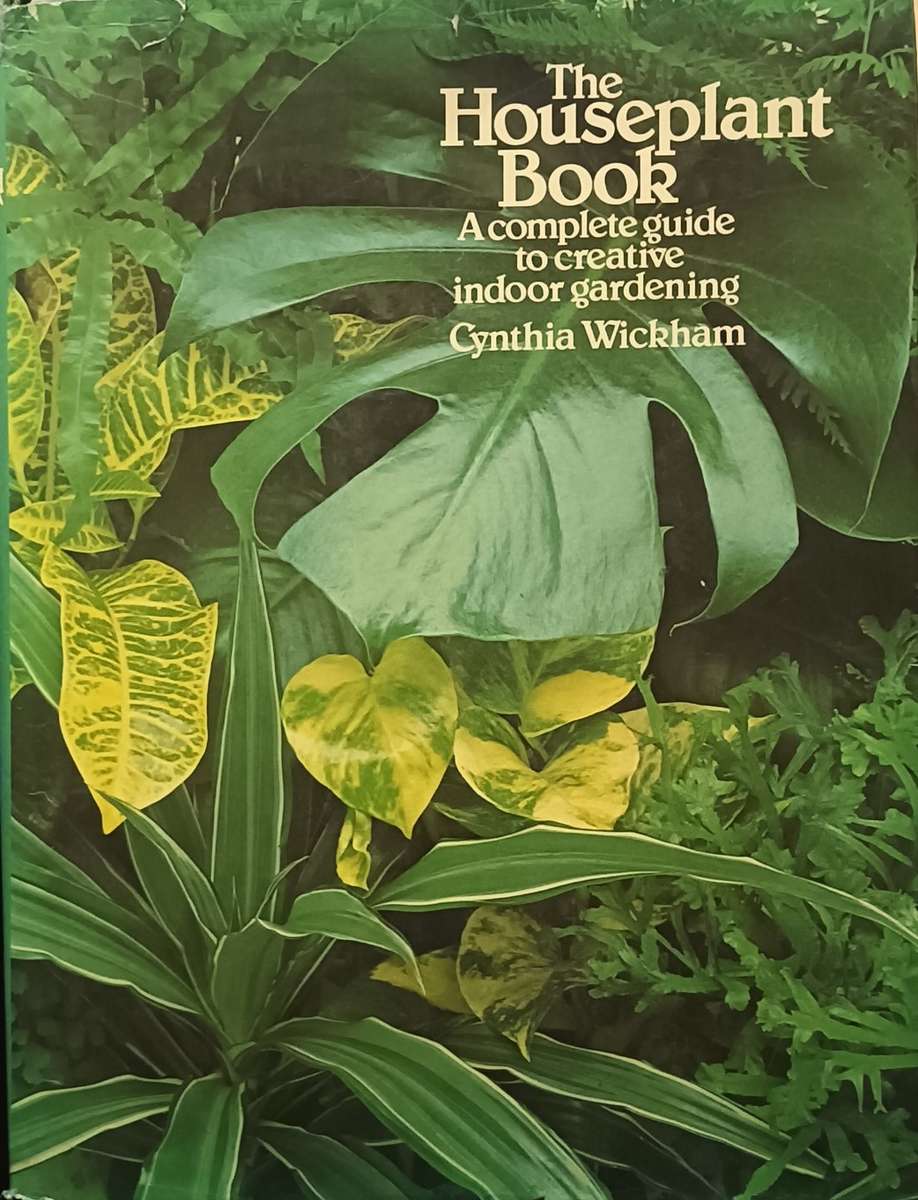 The
Houseplant
Book
A complete guide
to creative
indoor gardening
Cynthia Wickham